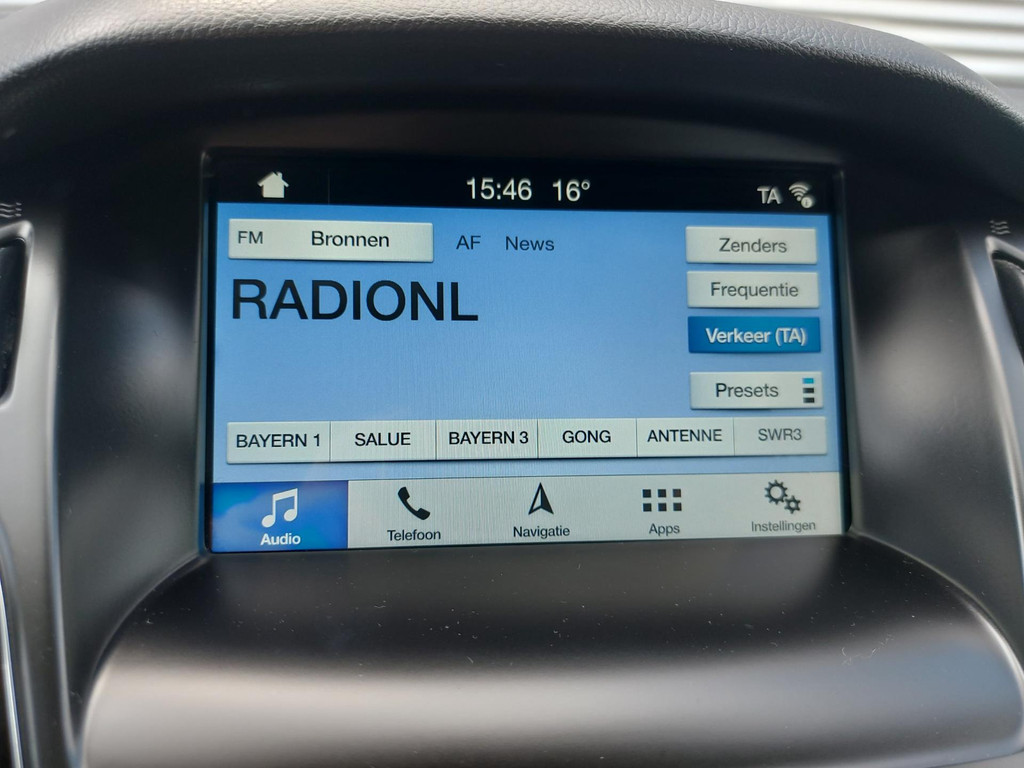 15:46 16° TA
FM Bronnen AF News Zenders
RADIONL
Frequentie
Verkeer (TA)
Presets
BAYERN 1 SALUE BAYERN 3 GONG ANTENNE SWR3
Audio Telefoon Navigatie Apps Instellingen